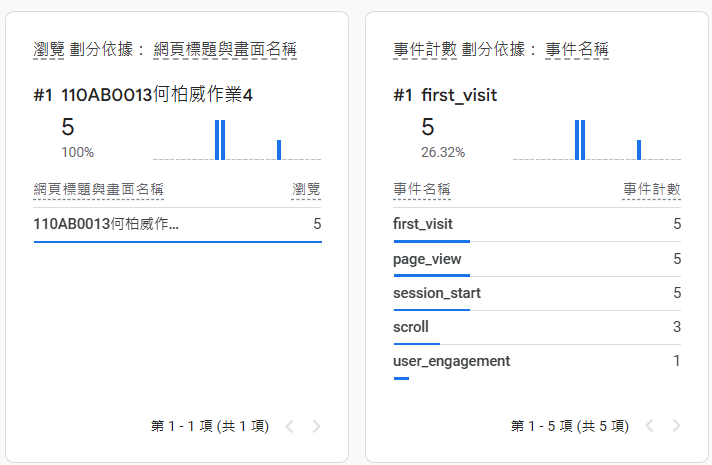 瀏覽 劃分依據： 網頁標題與畫面名稱
#1 110AB0013何柏威作業4
5
100%
網頁標題與畫面名稱 瀏覽
110AB0013何柏威作... 5
第 1 - 1 項 (共 1 項)
事件計數 劃分依據： 事件名稱
#1 first_visit
5
26.32%
事件名稱 事件計數
first_visit 5
page_view 5
session_start 5
scroll 3
user_engagement 1
第 1 - 5 項 (共 5 項)